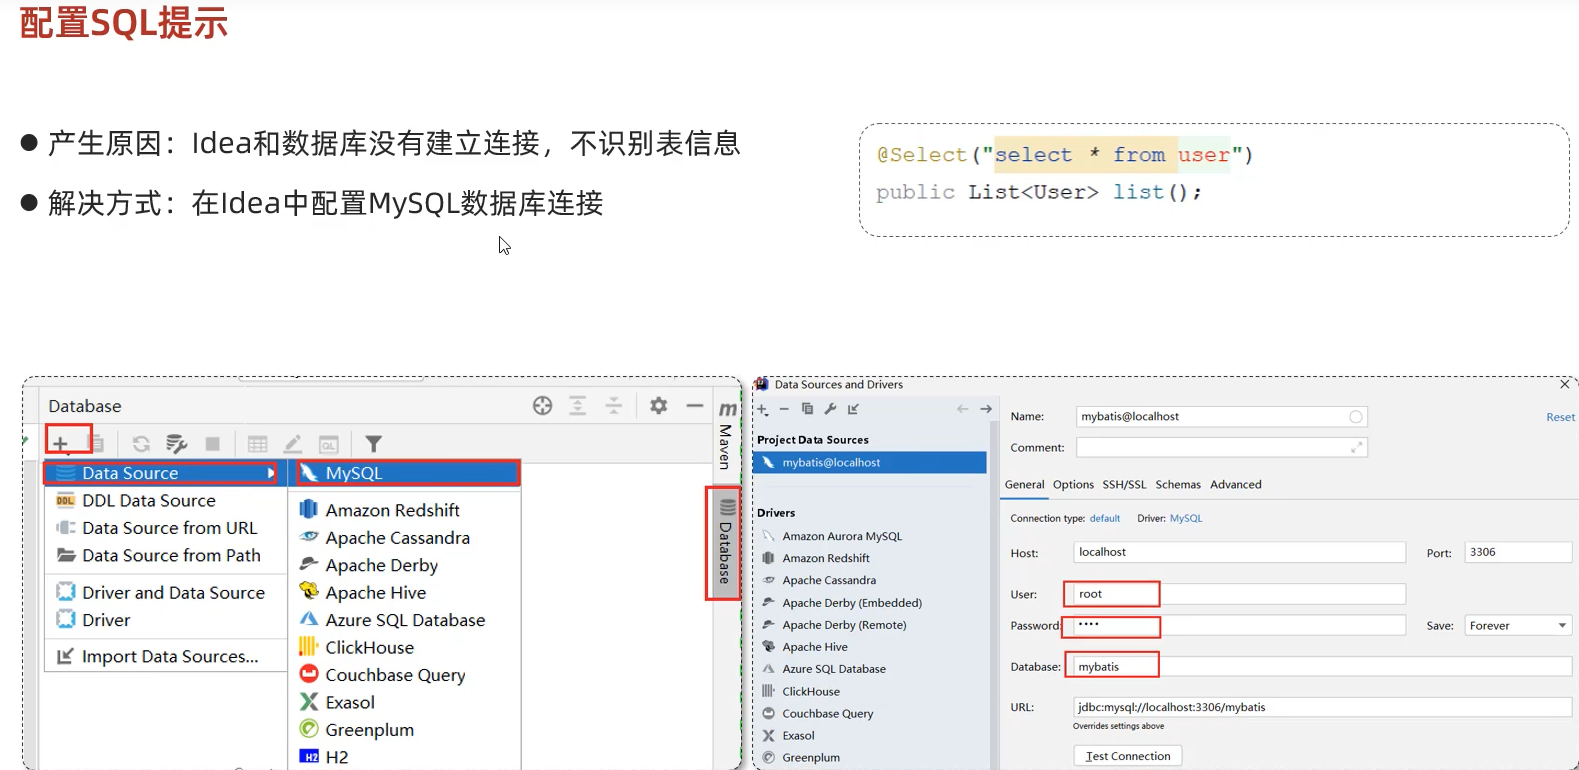 配置SQL提示
● 产生原因：Idea和数据库没有建立连接，不识别表信息
● 解决方式：在Idea中配置MySQL数据库连接
@Select("select * from user")
public List<User> list();
Database
Data Source
MySQL
DDL DDL Data Source
Data Source from URL
Data Source from Path
Driver and Data Source
Driver
Import Data Sources...
Amazon Redshift
Apache Cassandra
Apache Derby
Apache Hive
Azure SQL Database
ClickHouse
Couchbase Query
Exasol
Greenplum
H2 H2
m
Maven
Database
Data Sources and Drivers
Project Data Sources
mybatis@localhost
Drivers
Amazon Aurora MySQL
Amazon Redshift
Apache Cassandra
Apache Derby (Embedded)
Apache Derby (Remote)
Apache Hive
Azure SQL Database
ClickHouse
Couchbase Query
Exasol
Greenplum
Name: mybatis@localhost Reset
Comment:
General Options SSH/SSL Schemas Advanced
Connection type: default Driver: MySQL
Host: localhost Port: 3306
User: root
Password: •••• Save: Forever
Database: mybatis
URL: jdbc:mysql://localhost:3306/mybatis
Overrides settings above
Test Connection